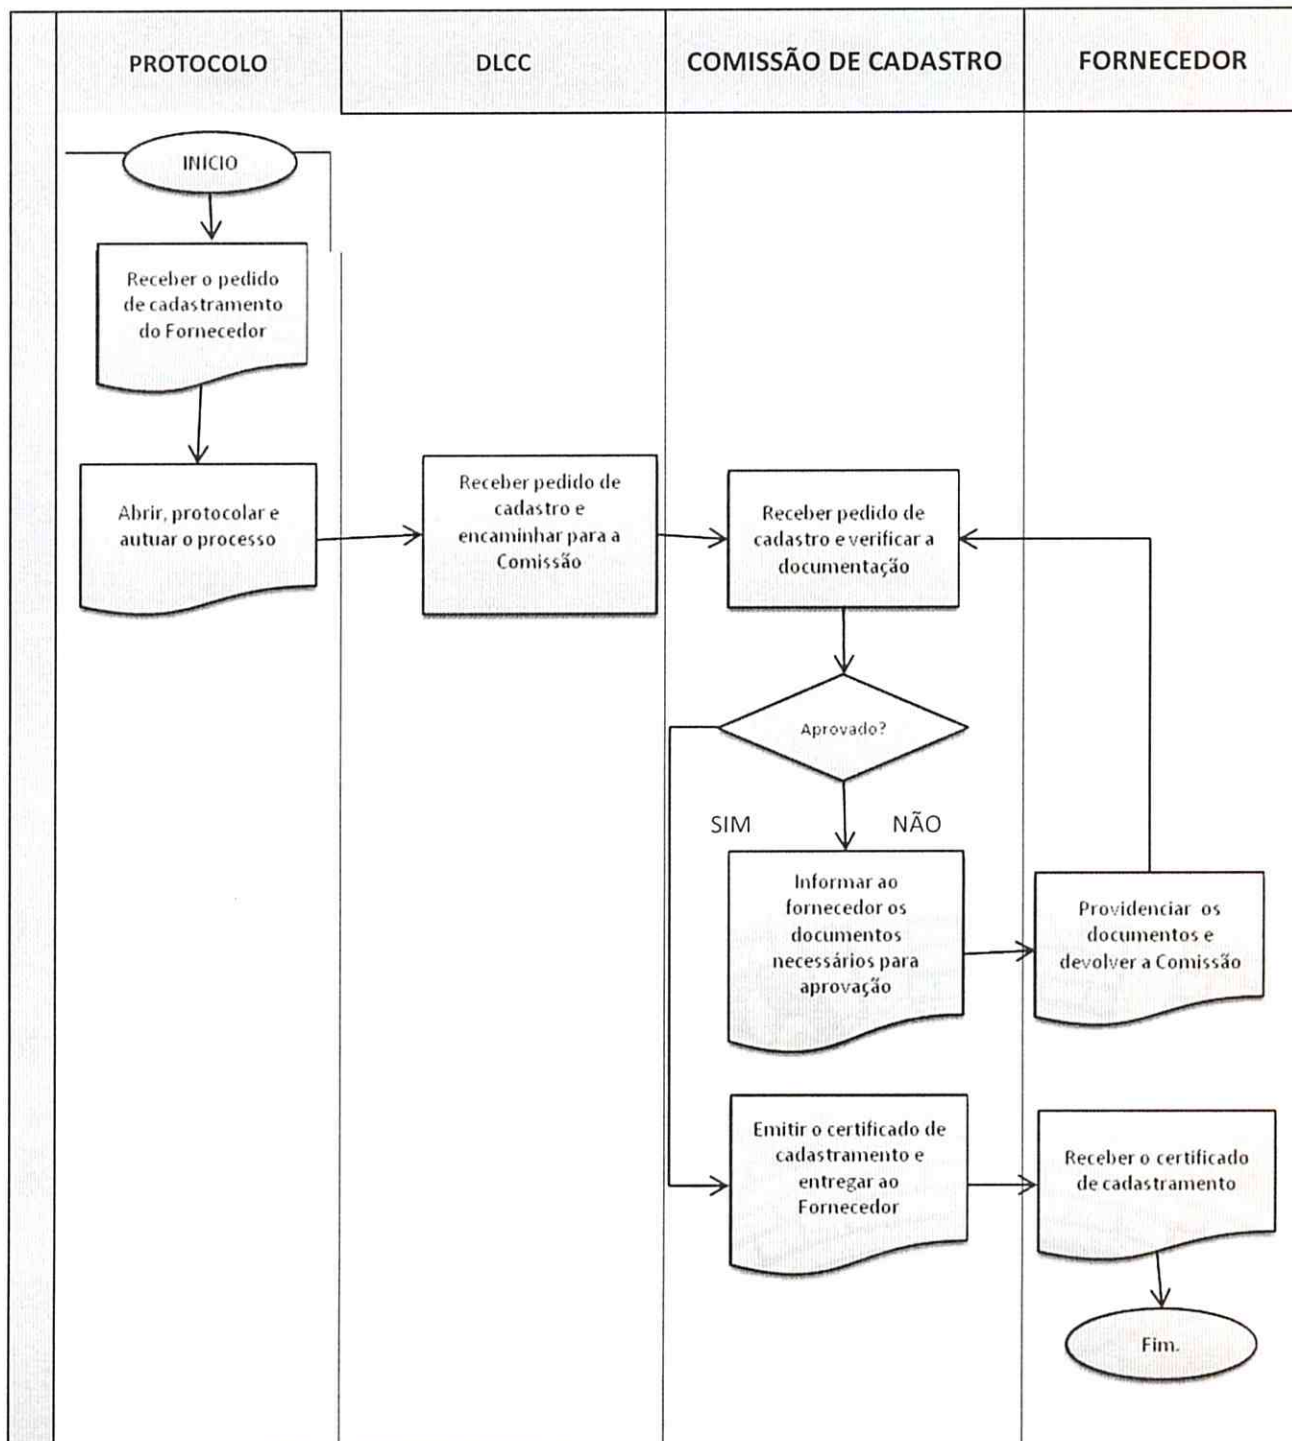 PROTOCOLO
DLCC
COMISSÃO DE CADASTRO
FORNECEDOR
INÍCIO
Receber o pedido
de cadastramento
do Fornecedor
Abrir, protocolar e
autuar o processo
Receber pedido de
cadastro e
encaminhar para a
Comissão
Receber pedido de
cadastro e verificar a
documentação
Aprovado?
SIM
NÃO
Informar ao
fornecedor os
documentos
necessários para
aprovação
Providenciar os
documentos e
devolver a Comissão
Emitir o certificado de
cadastramento e
entregar ao
Fornecedor
Receber o certificado
de cadastramento
Fim.